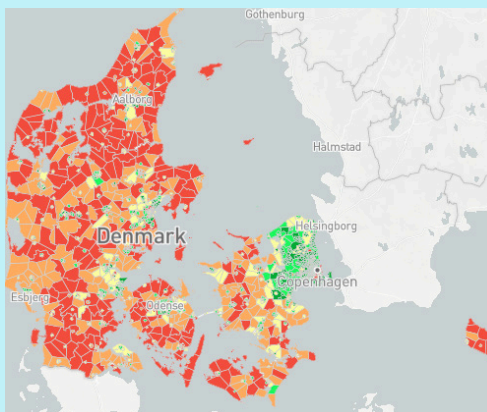 Gothenburg
Aalborg
Halmstad
Helsingborg
Denmark
Copenhagen
Esbjerg
Odense